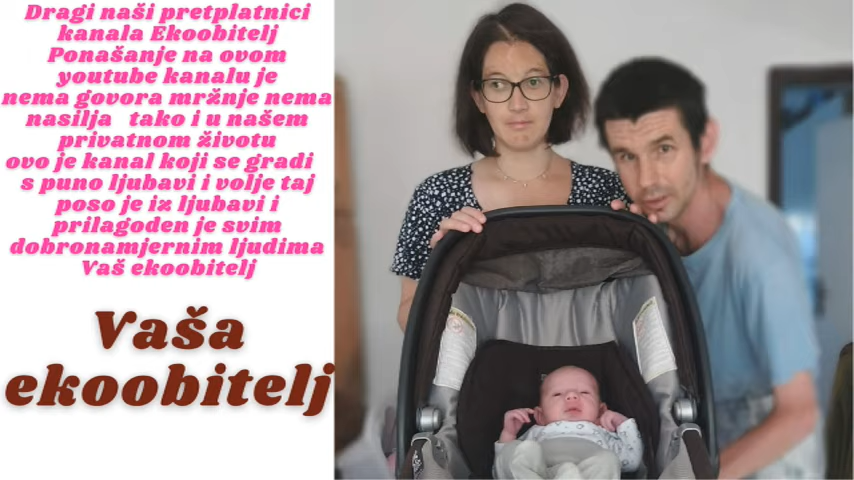 Dragi naši pretplatnici
kanala Ekoobitelj
Ponašanje na ovom
youtube kanalu je
nema govora mržnje nema
nasilja tako i u našem
privatnom životu
ovo je kanal koji se gradi
s puno ljubavi i volje taj
poso je iz ljubavi i
prilagoden je svim
dobronamjernim ljudima
Vaš ekoobitelj
Vaša
ekoobitelj